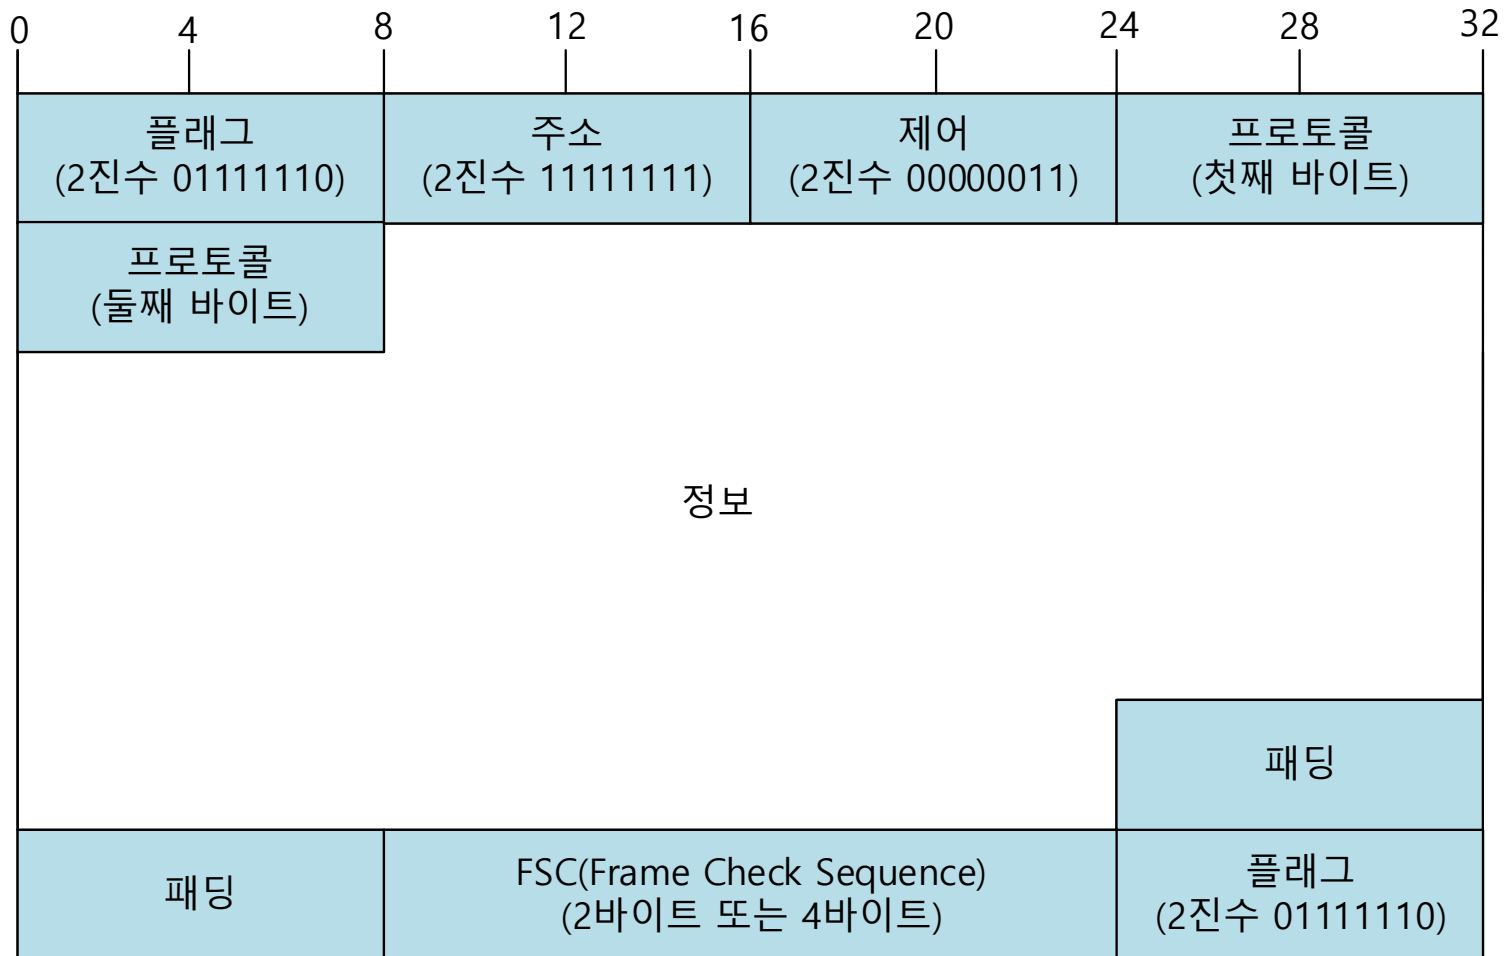 0 4 8 12 16 20 24 28 32
플래그
(2진수 01111110)
주소
(2진수 11111111)
제어
(2진수 00000011)
프로토콜
(첫째 바이트)
프로토콜
(둘째 바이트)
정보
패딩
패딩
FSC(Frame Check Sequence)
(2바이트 또는 4바이트)
플래그
(2진수 01111110)